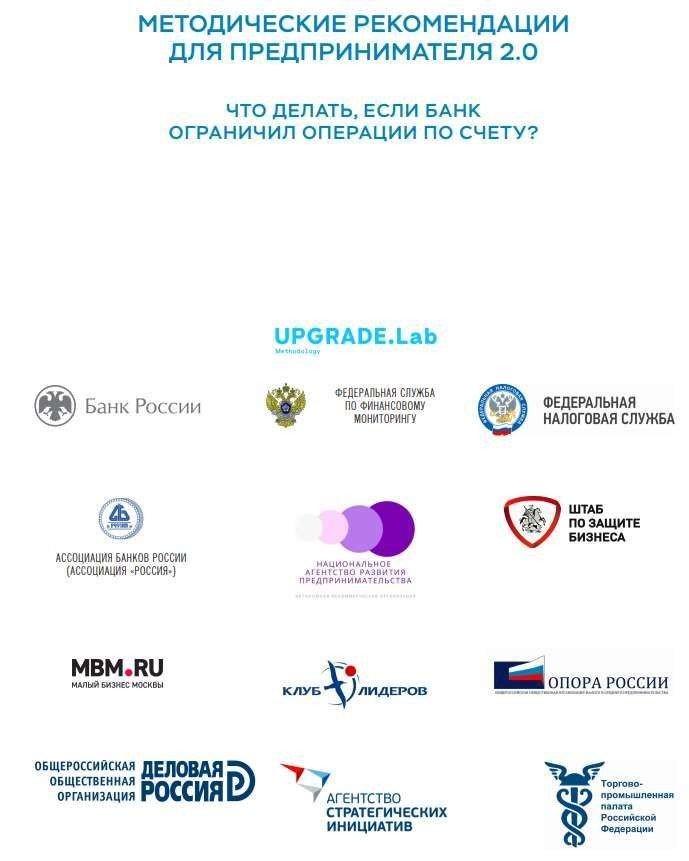 МЕТОДИЧЕСКИЕ РЕКОМЕНДАЦИИ
ДЛЯ ПРЕДПРИНИМАТЕЛЯ 2.0
ЧТО ДЕЛАТЬ, ЕСЛИ БАНК
ОГРАНИЧИЛ ОПЕРАЦИИ ПО СЧЕТУ?
UPGRADE.Lab
Methodology
Банк России
ФЕДЕРАЛЬНАЯ СЛУЖБА
ПО ФИНАНСОВОМУ
МОНИТОРИНГУ
ФЕДЕРАЛЬНАЯ
НАЛОГОВАЯ СЛУЖБА
АССОЦИАЦИЯ БАНКОВ РОССИИ
(АССОЦИАЦИЯ «РОССИЯ»)
НАЦИОНАЛЬНОЕ
АГЕНТСТВО РАЗВИТИЯ
ПРЕДПРИНИМАТЕЛЬСТВА
АВТОНОМНАЯ НЕКОММЕРЧЕСКАЯ ОРГАНИЗАЦИЯ
ШТАБ
ПО ЗАЩИТЕ
БИЗНЕСА
MBM.RU
МАЛЫЙ БИЗНЕС МОСКВЫ
КЛУБ ЛИДЕРОВ
ОПОРА РОССИИ
ОБЩЕРОССИЙСКАЯ
ОБЩЕСТВЕННАЯ
ОРГАНИЗАЦИЯ
ДЕЛОВАЯ
РОССИЯ
АГЕНТСТВО
СТРАТЕГИЧЕСКИХ
ИНИЦИАТИВ
Торгово-
промышленная
палата
Российской
Федерации